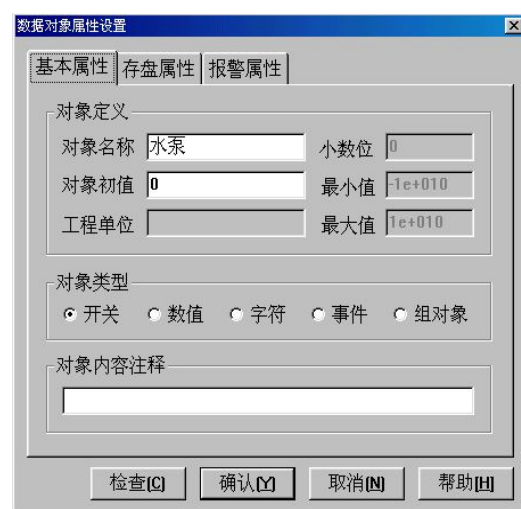 数据对象属性设置
基本属性 存盘属性 报警属性
对象定义
对象名称 水泵 小数位 0
对象初值 0 最小值 -1e+010
工程单位 最大值 1e+010
对象类型
开关 数值 字符 事件 组对象
对象内容注释
检查[C] 确认[Y] 取消[N] 帮助[H]